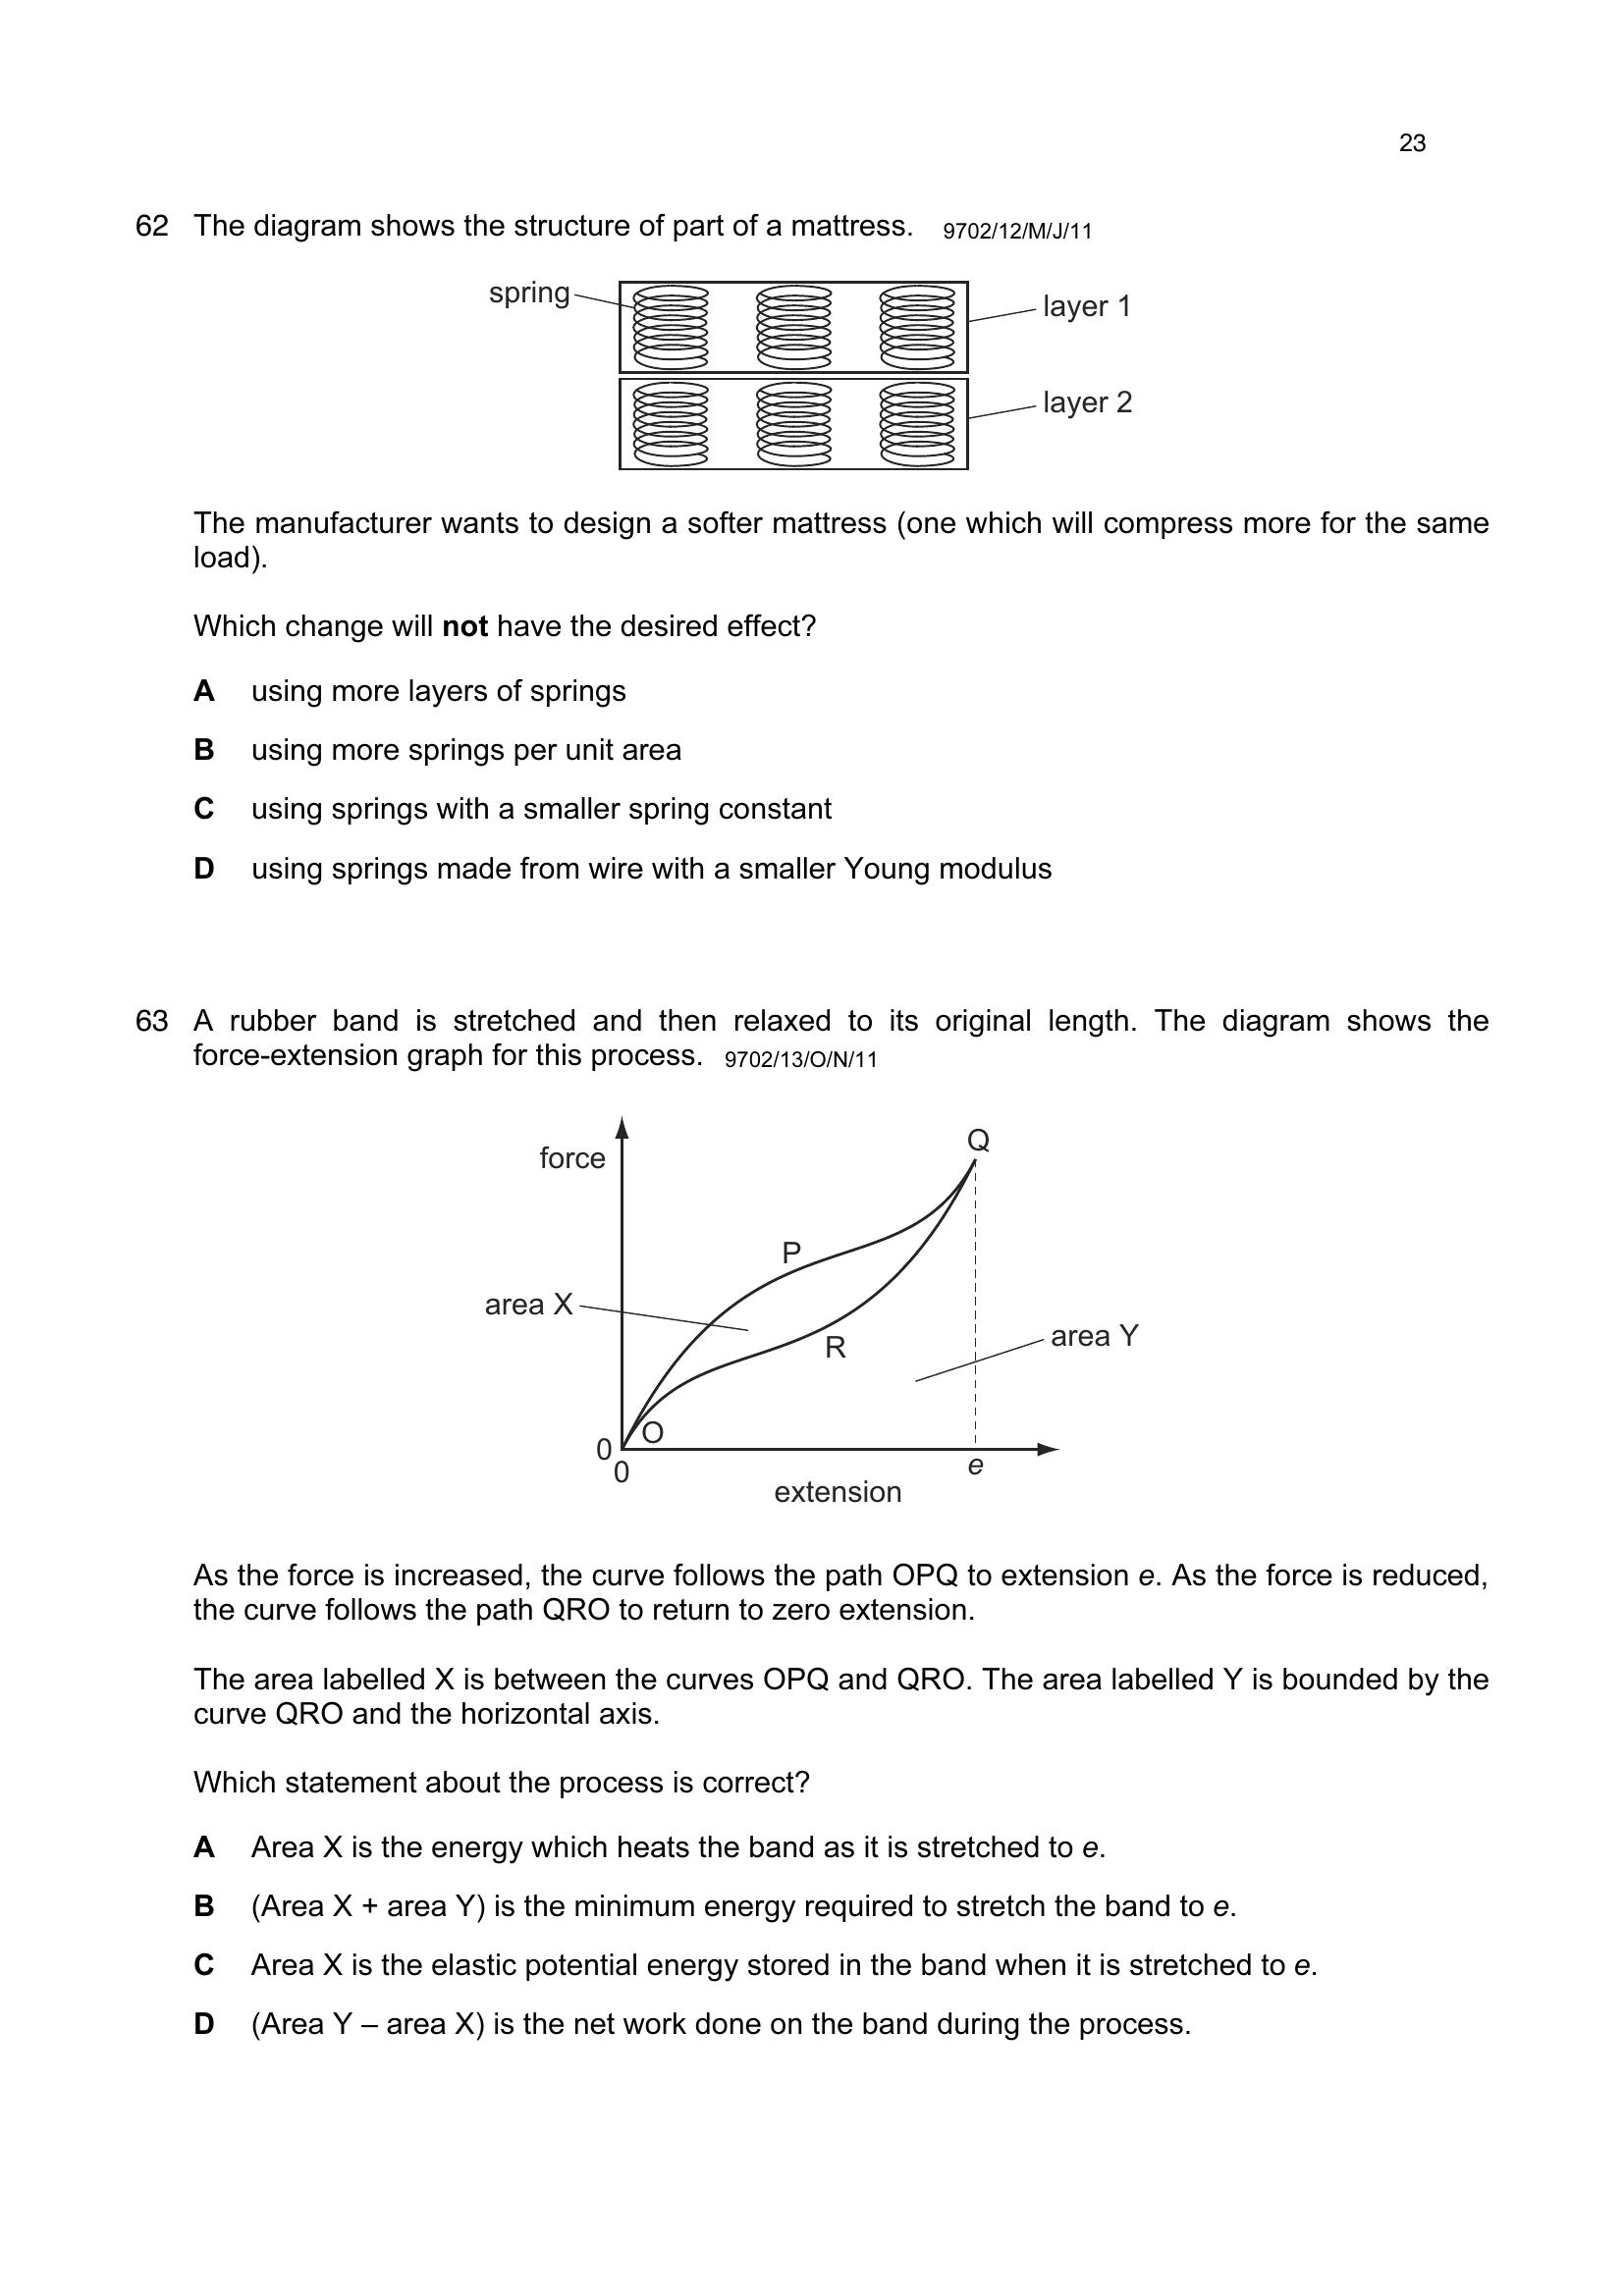 23
62 The diagram shows the structure of part of a mattress. 9702/12/M/J/11
spring
layer 1
layer 2
The manufacturer wants to design a softer mattress (one which will compress more for the same
load).
Which change will not have the desired effect?
A using more layers of springs
B using more springs per unit area
C using springs with a smaller spring constant
D using springs made from wire with a smaller Young modulus
63 A rubber band is stretched and then relaxed to its original length. The diagram shows the
force-extension graph for this process. 9702/13/O/N/11
Q
force
P
area X
area Y
R
O
0
0
e
extension
As the force is increased, the curve follows the path OPQ to extension e. As the force is reduced,
the curve follows the path QRO to return to zero extension.
The area labelled X is between the curves OPQ and QRO. The area labelled Y is bounded by the
curve QRO and the horizontal axis.
Which statement about the process is correct?
A Area X is the energy which heats the band as it is stretched to e.
B (Area X + area Y) is the minimum energy required to stretch the band to e.
C Area X is the elastic potential energy stored in the band when it is stretched to e.
D (Area Y – area X) is the net work done on the band during the process.